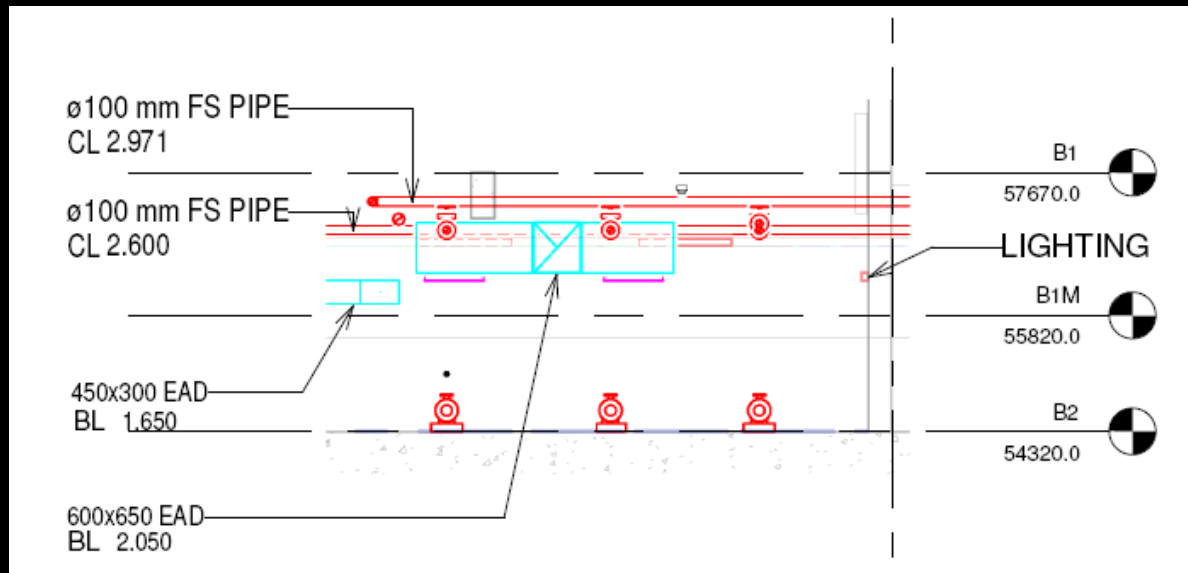 ø100 mm FS PIPE
CL 2.971
ø100 mm FS PIPE
CL 2.600
450x300 EAD
BL 1.650
600x650 EAD
BL 2.050
B1
57670.0
LIGHTING
B1M
55820.0
B2
54320.0